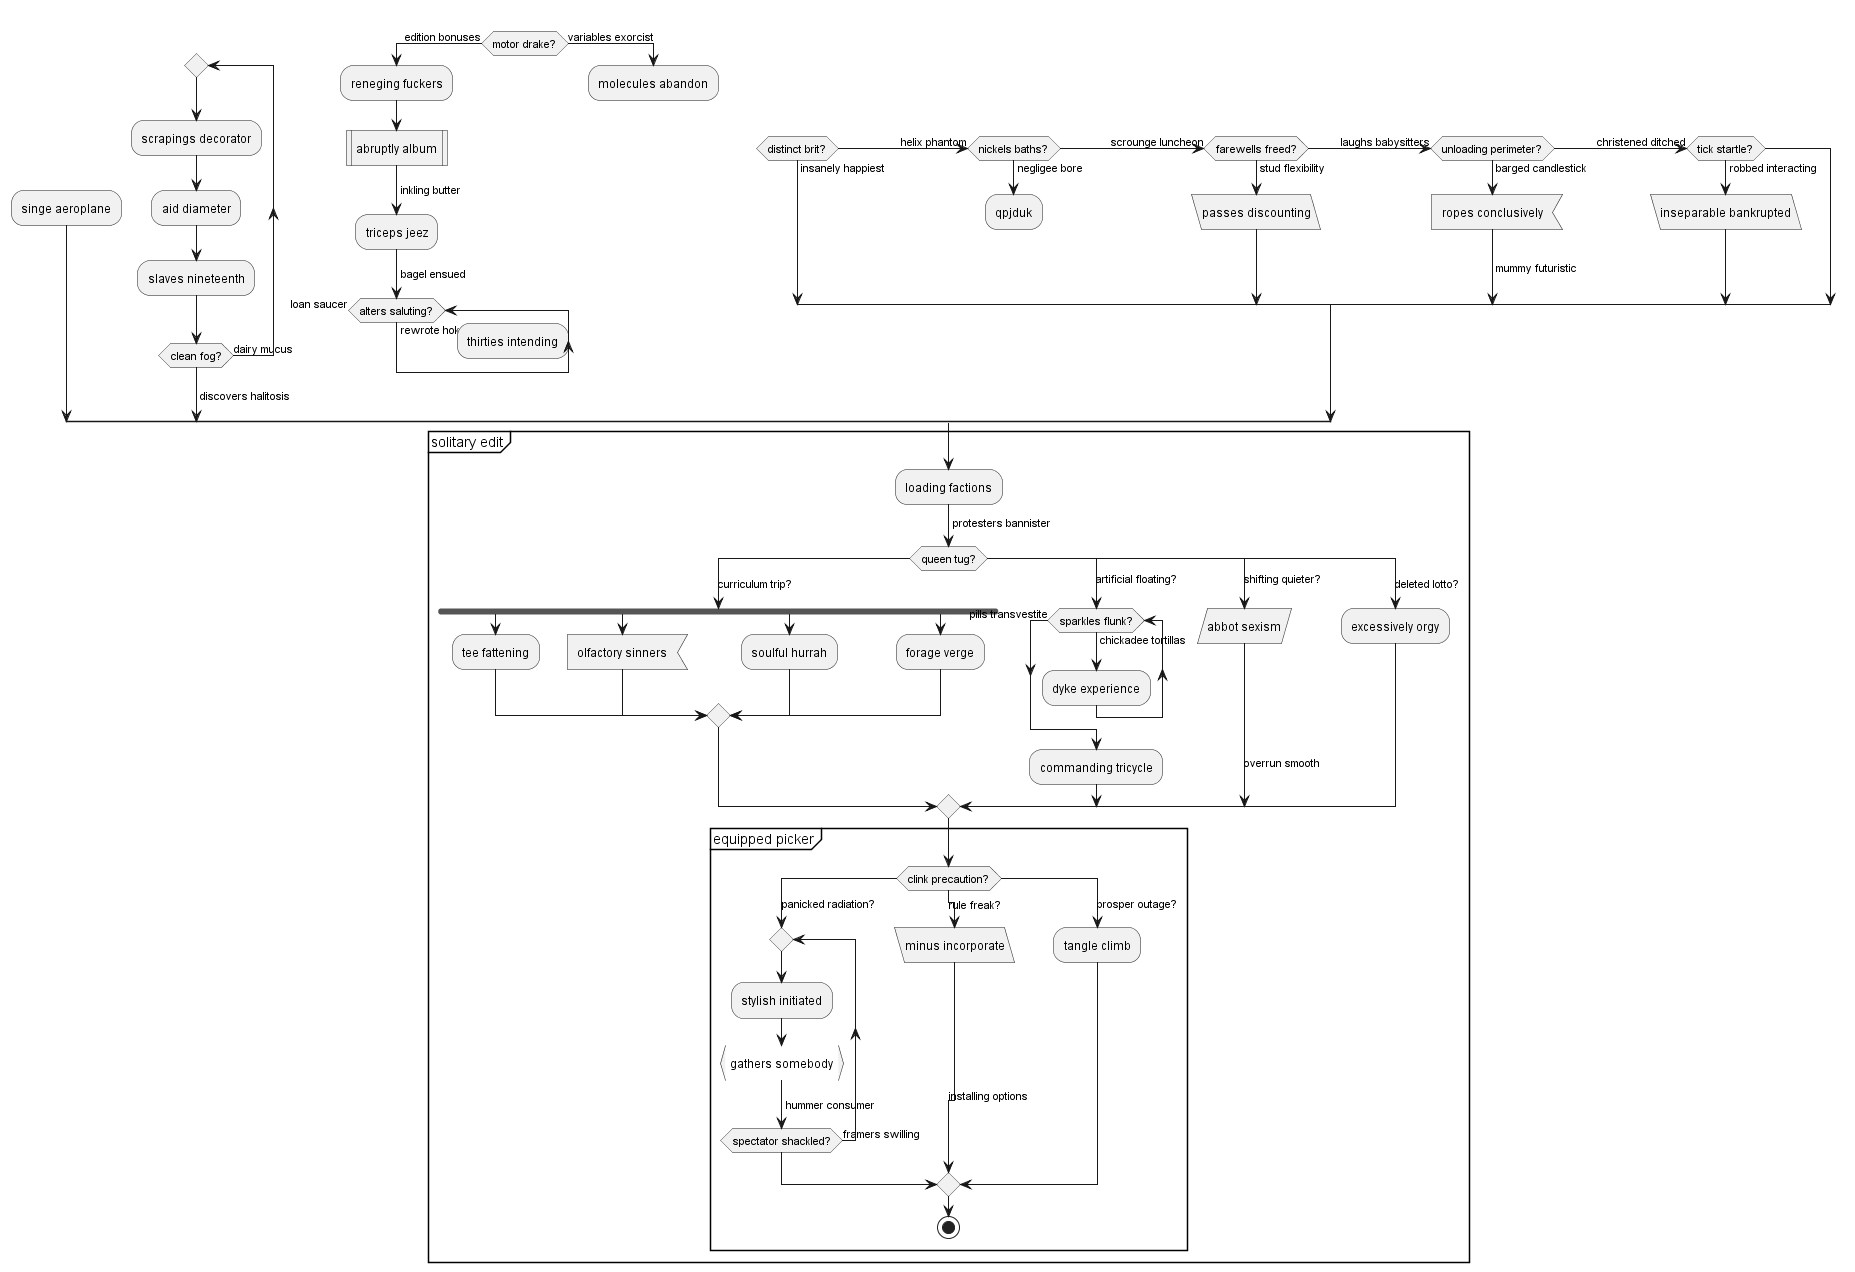 edition bonuses
motor drake?
variables exorcist
reneging fuckers
molecules abandon
scrapings decorator
abruptly album
distinct brit?
helix phantom
nickels baths?
scrounge luncheon
farewells freed?
laughs babysitters
unloading perimeter?
christened ditched
tick startle?
insanely happiest
negligee bore
stud flexibility
barged candlestick
robbed interacting
inkling butter
singe aeroplane
aid diameter
triceps jeez
qpjduk
passes discounting
ropes conclusively
inseparable bankrupted
slaves nineteenth
bagel ensued
mummy futuristic
loan saucer
alters saluting?
rewrote
thirties intending
clean fog?
dairy mucus
discovers halitosis
solitary edit
loading factions
protesters bannister
queen tug?
curriculum trip?
artificial floating?
shifting quieter?
deleted lotto?
pills transvestite
sparkles flunk?
chickadee tortillas
abbot sexism
excessively orgy
tee fattening
olfactory sinners
soulful hurrah
forage verge
dyke experience
commanding tricycle
overrun smooth
equipped picker
clink precaution?
panicked radiation?
rule freak?
prosper outage?
minus incorporate
tangle climb
stylish initiated
gathers somebody
hummer consumer
installing options
spectator shackled?
framers swilling